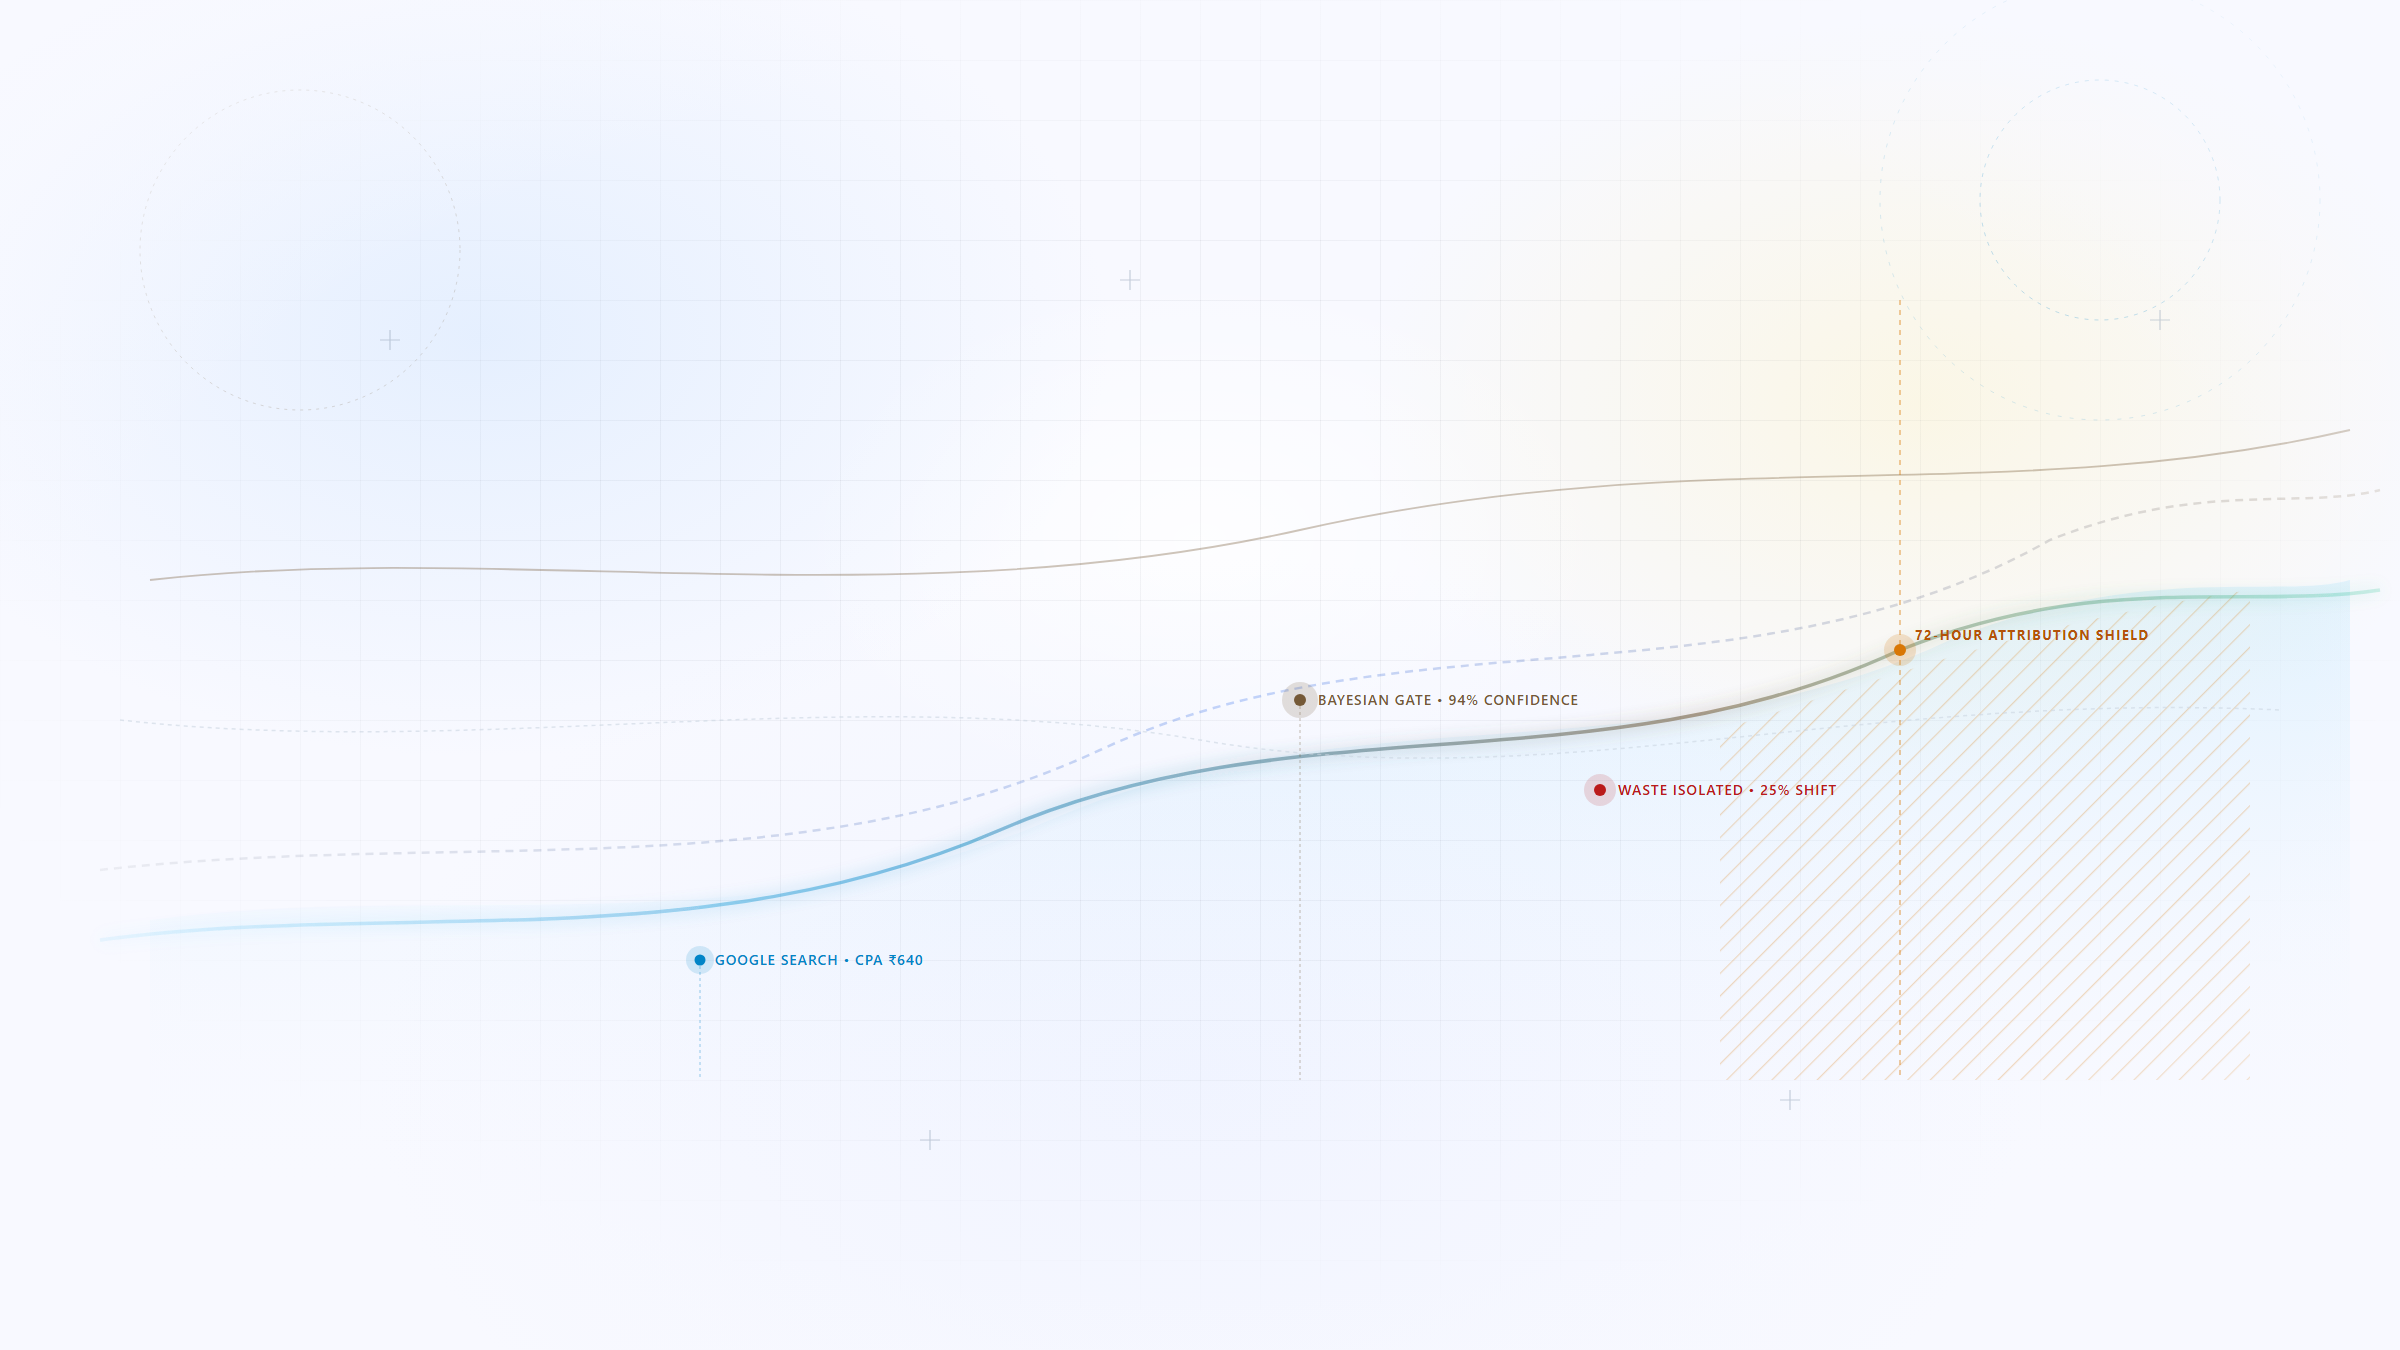 72-HOUR ATTRIBUTION SHIELD
BAYESIAN GATE • 94% CONFIDENCE
WASTE ISOLATED • 25% SHIFT
GOOGLE SEARCH • CPA ₹640